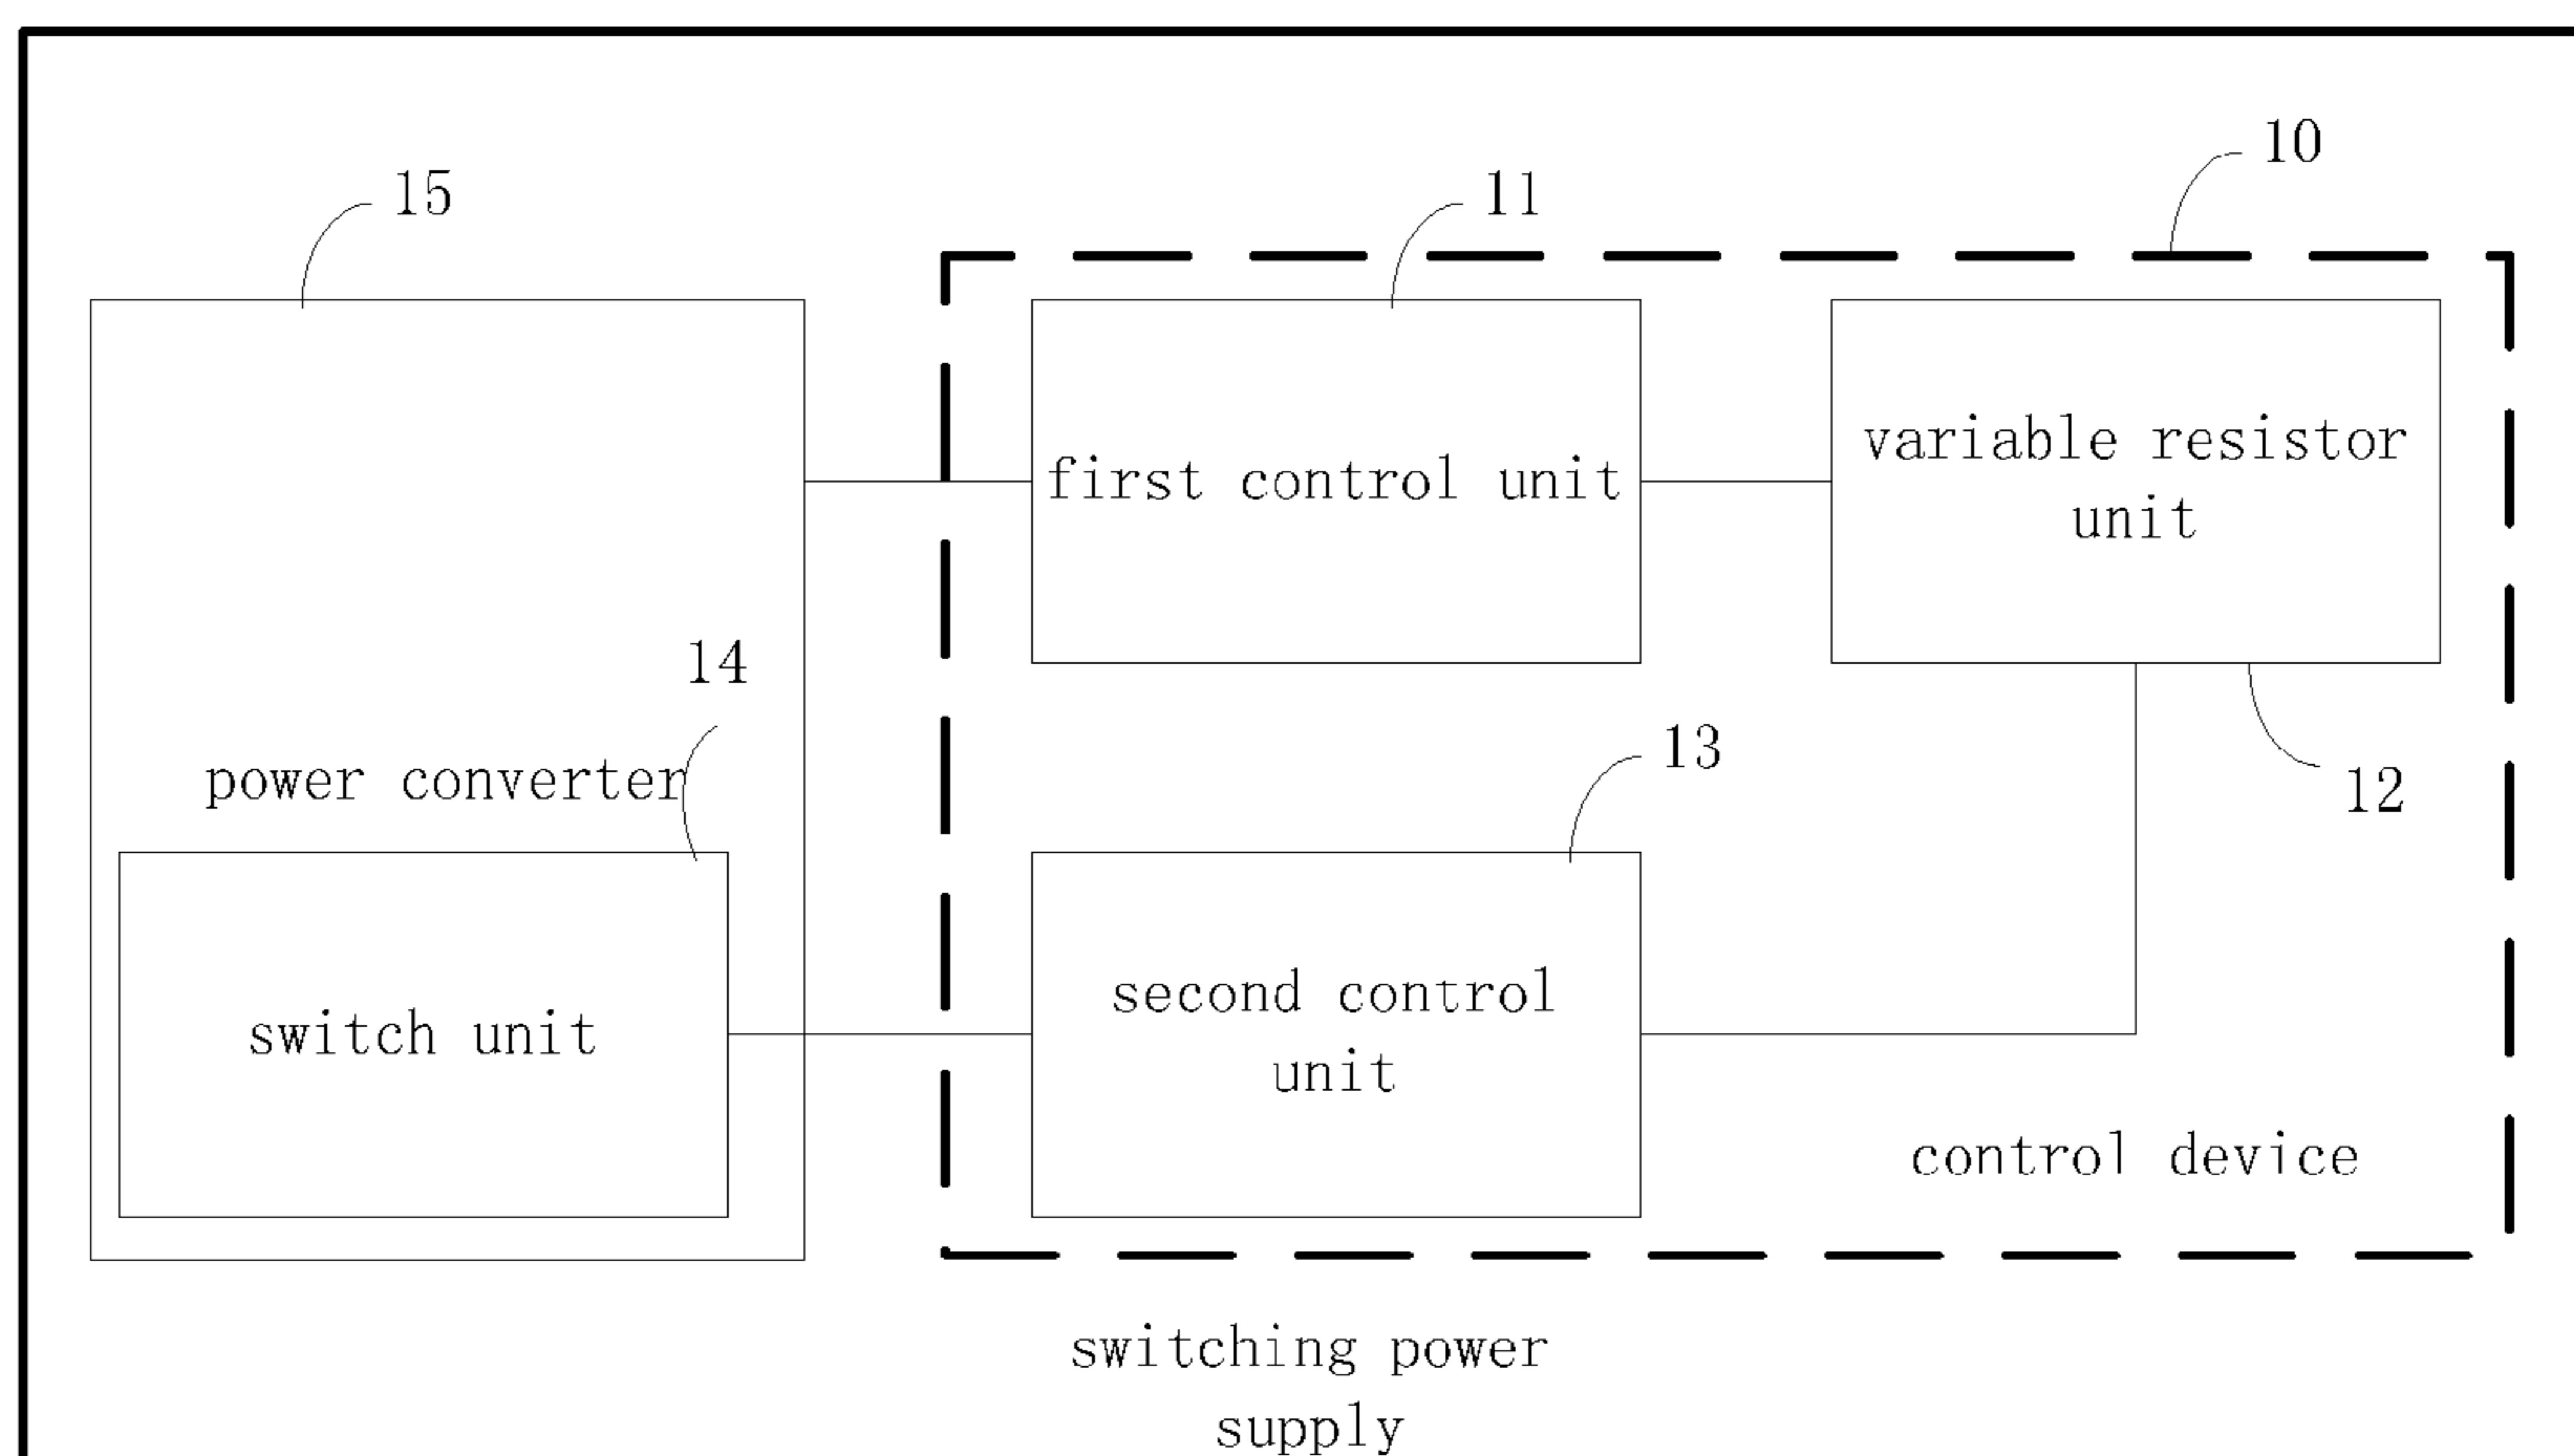 10
15
11
variable resistor
unit
first control unit
14
13
power converter
12
second control
unit
switch unit
control device
switching power
supply